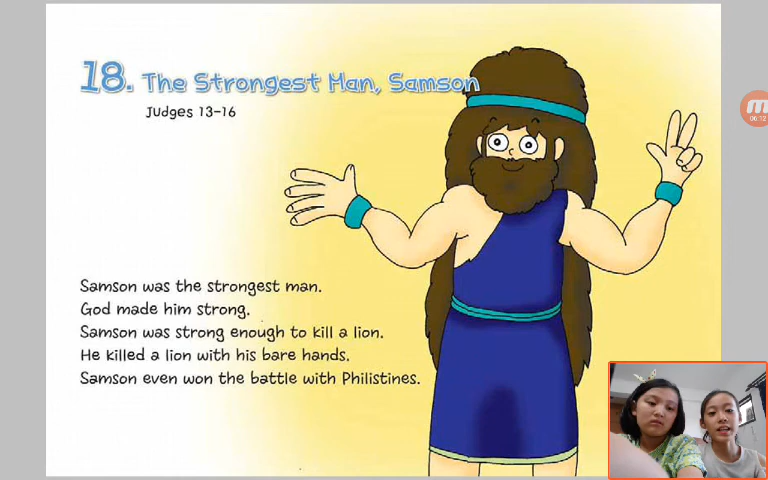 18. The Strongest Man, Samson
Judges 13-16
Samson was the strongest man.
God made him strong.
Samson was strong enough to kill a lion.
He killed a lion with his bare hands.
Samson even won the battle with Philistines.
06:12